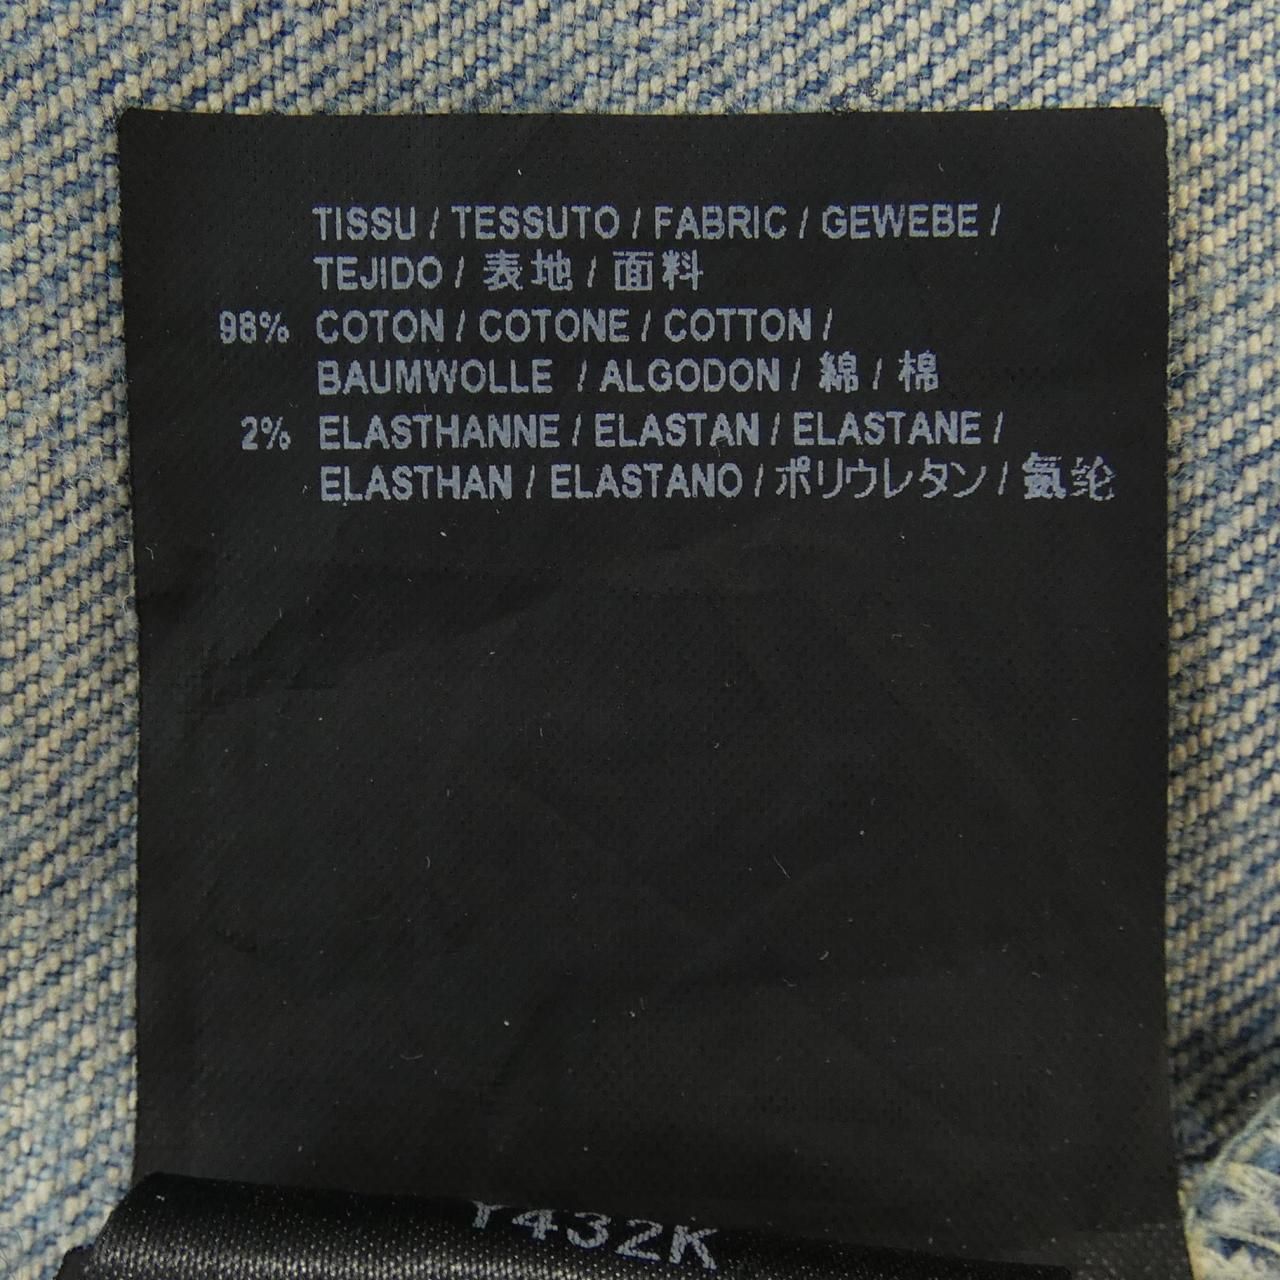 TISSU / TESSUTO / FABRIC / GEWEBE /
TEJIDO / 表地 / 面料
98% COTON / COTONE / COTTON /
BAUMWOLLE / ALGODON / 綿 / 棉
2% ELASTHANNE / ELASTAN / ELASTANE /
ELASTHAN / ELASTANO / ポリウレタン / 氨纶
Y432K